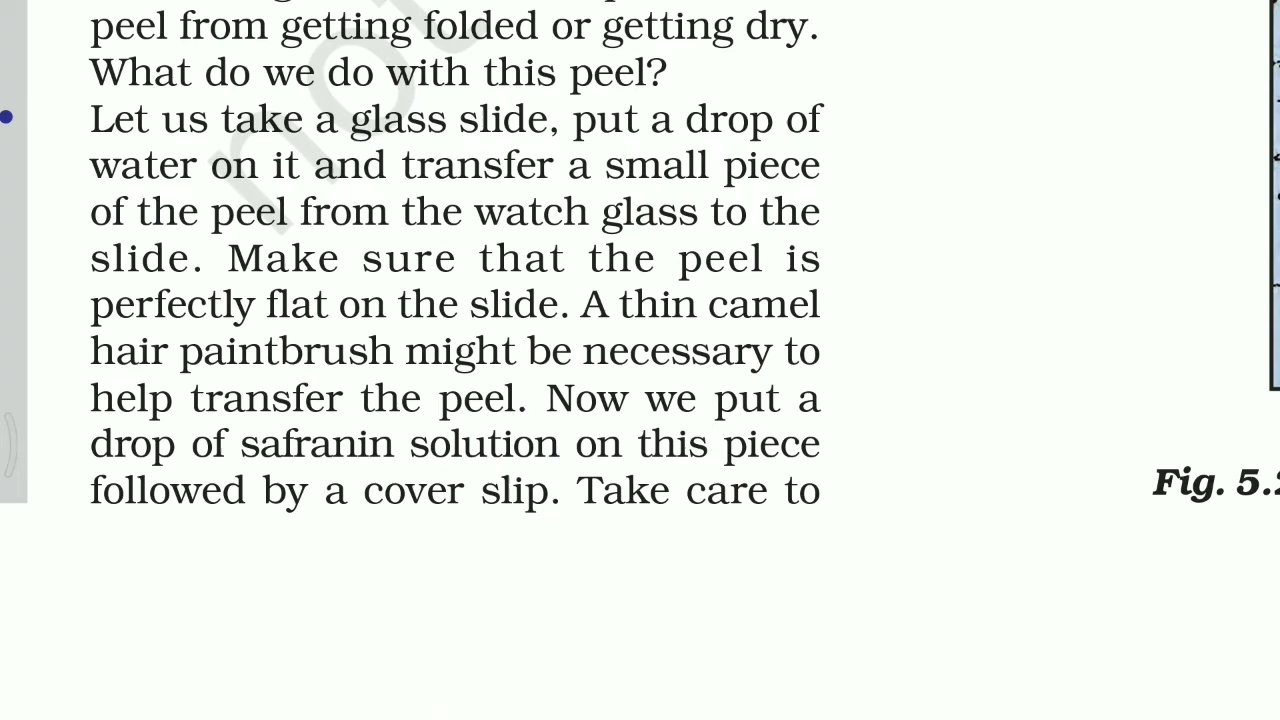 peel from getting folded or getting dry.
What do we do with this peel?
Let us take a glass slide, put a drop of
water on it and transfer a small piece
of the peel from the watch glass to the
slide. Make sure that the peel is
perfectly flat on the slide. A thin camel
hair paintbrush might be necessary to
help transfer the peel. Now we put a
drop of safranin solution on this piece
followed by a cover slip. Take care to
Fig. 5.2
not